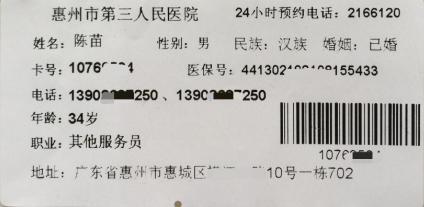 惠州市第三人民医院 24小时预约电话：2166120
姓名：陈苗 性别：男 民族：汉族 婚姻：已婚
卡号： 医保号：
电话：
年龄：34岁
职业：其他服务员
地址：广东省惠州市惠城区 10号一栋702